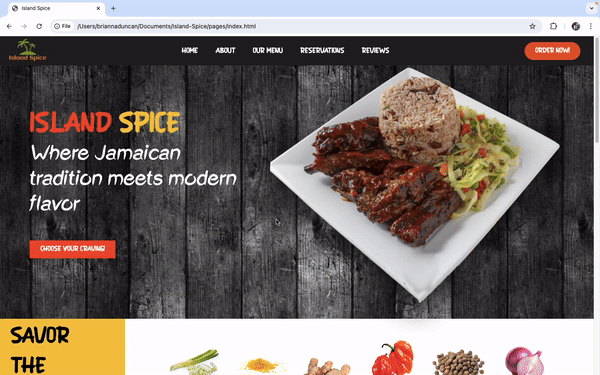 Island Spice
File
/Users/briannaduncan/Documents/Island-Spice/pages/index.html
Island Spice
HOME
ABOUT
OUR MENU
RESERVATIONS
REVIEWS
ORDER NOW!
ISLAND SPICE
Where Jamaican
tradition meets modern
flavor
CHOOSE YOUR CRAVING!
SAVOR
THE